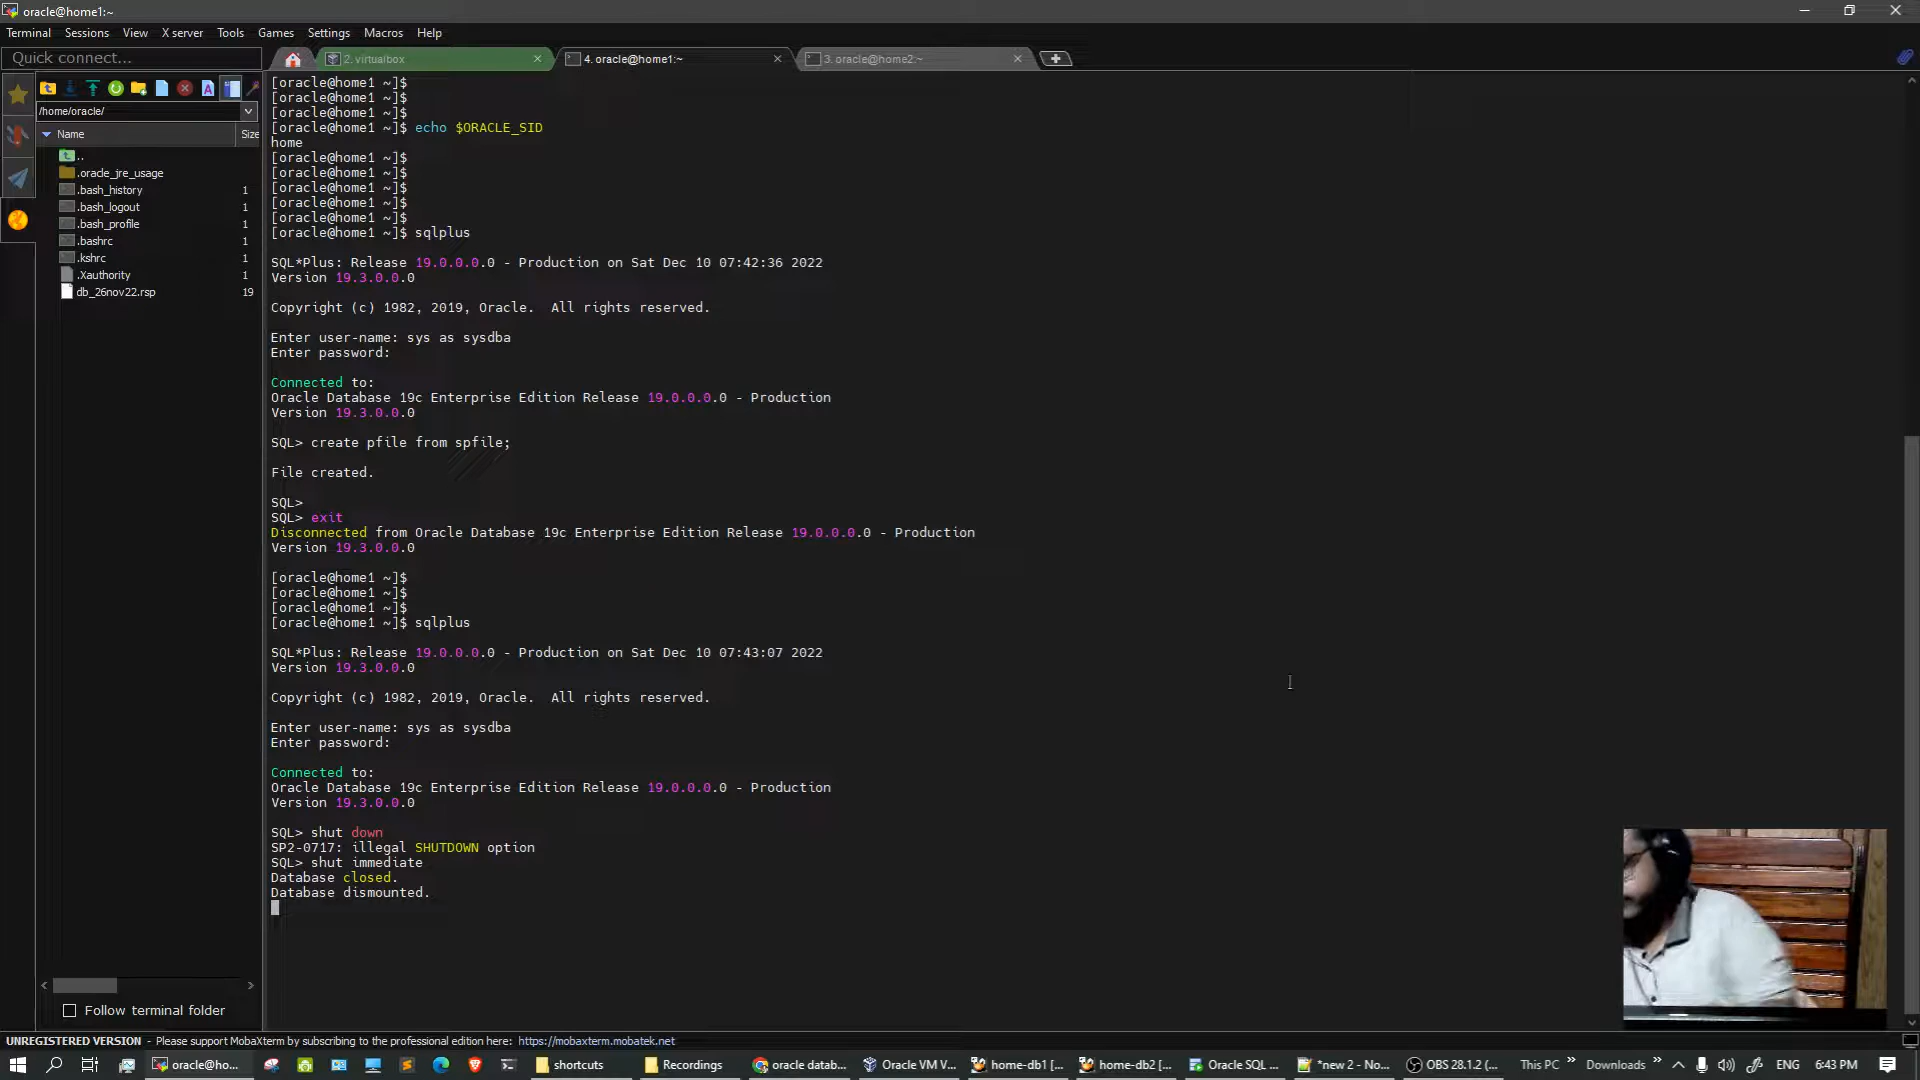 oracle@home1:~
Terminal Sessions View X server Tools Games Settings Macros Help
Quick connect...
2. virtualbox
4. oracle@home1:~
3. oracle@home2:~
/home/oracle/
Name
Size
..
.oracle_jre_usage
.bash_history 1
.bash_logout 1
.bash_profile 1
.bashrc 1
.kshrc 1
.Xauthority 1
db_26nov22.rsp 19
Follow terminal folder
[oracle@home1 ~]$
[oracle@home1 ~]$
[oracle@home1 ~]$
[oracle@home1 ~]$ echo $ORACLE_SID
home
[oracle@home1 ~]$
[oracle@home1 ~]$
[oracle@home1 ~]$
[oracle@home1 ~]$
[oracle@home1 ~]$
[oracle@home1 ~]$ sqlplus
SQL*Plus: Release 19.0.0.0.0 - Production on Sat Dec 10 07:42:36 2022
Version 19.3.0.0.0
Copyright (c) 1982, 2019, Oracle.  All rights reserved.
Enter user-name: sys as sysdba
Enter password:
Connected to:
Oracle Database 19c Enterprise Edition Release 19.0.0.0.0 - Production
Version 19.3.0.0.0
SQL> create pfile from spfile;
File created.
SQL>
SQL> exit
Disconnected from Oracle Database 19c Enterprise Edition Release 19.0.0.0.0 - Production
Version 19.3.0.0.0
[oracle@home1 ~]$
[oracle@home1 ~]$
[oracle@home1 ~]$
[oracle@home1 ~]$ sqlplus
SQL*Plus: Release 19.0.0.0.0 - Production on Sat Dec 10 07:43:07 2022
Version 19.3.0.0.0
Copyright (c) 1982, 2019, Oracle.  All rights reserved.
Enter user-name: sys as sysdba
Enter password:
Connected to:
Oracle Database 19c Enterprise Edition Release 19.0.0.0.0 - Production
Version 19.3.0.0.0
SQL> shut down
SP2-0717: illegal SHUTDOWN option
SQL> shut immediate
Database closed.
Database dismounted.
UNREGISTERED VERSION - Please support MobaXterm by subscribing to the professional edition here: https://mobaxterm.mobatek.net
oracle@ho... shortcuts Recordings oracle datab... Oracle VM V... home-db1 [... home-db2 [... Oracle SQL ... *new 2 - No... OBS 28.1.2 (... This PC Downloads ENG 6:43 PM